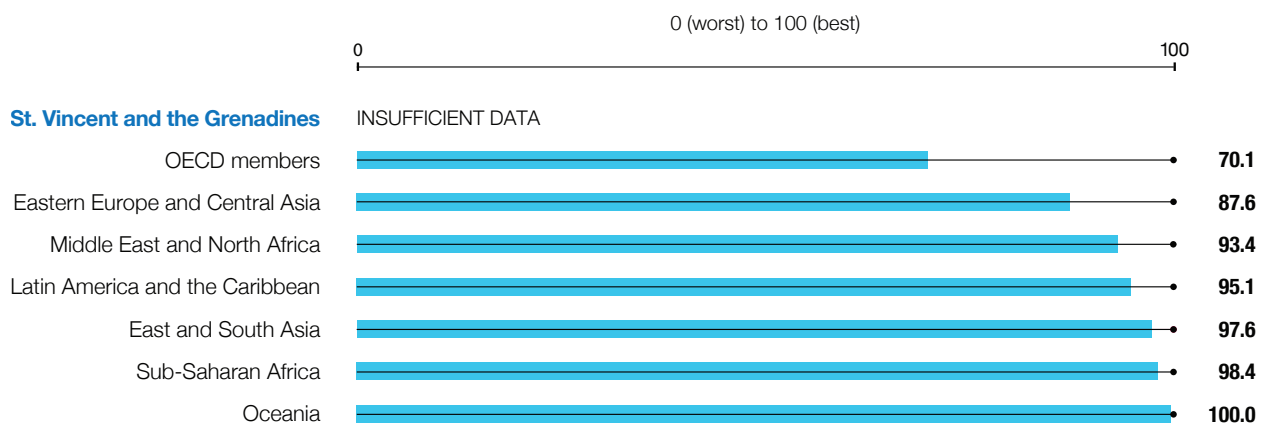 0 (worst) to 100 (best)
0 100
St. Vincent and the Grenadines INSUFFICIENT DATA
OECD members 70.1
Eastern Europe and Central Asia 87.6
Middle East and North Africa 93.4
Latin America and the Caribbean 95.1
East and South Asia 97.6
Sub-Saharan Africa 98.4
Oceania 100.0